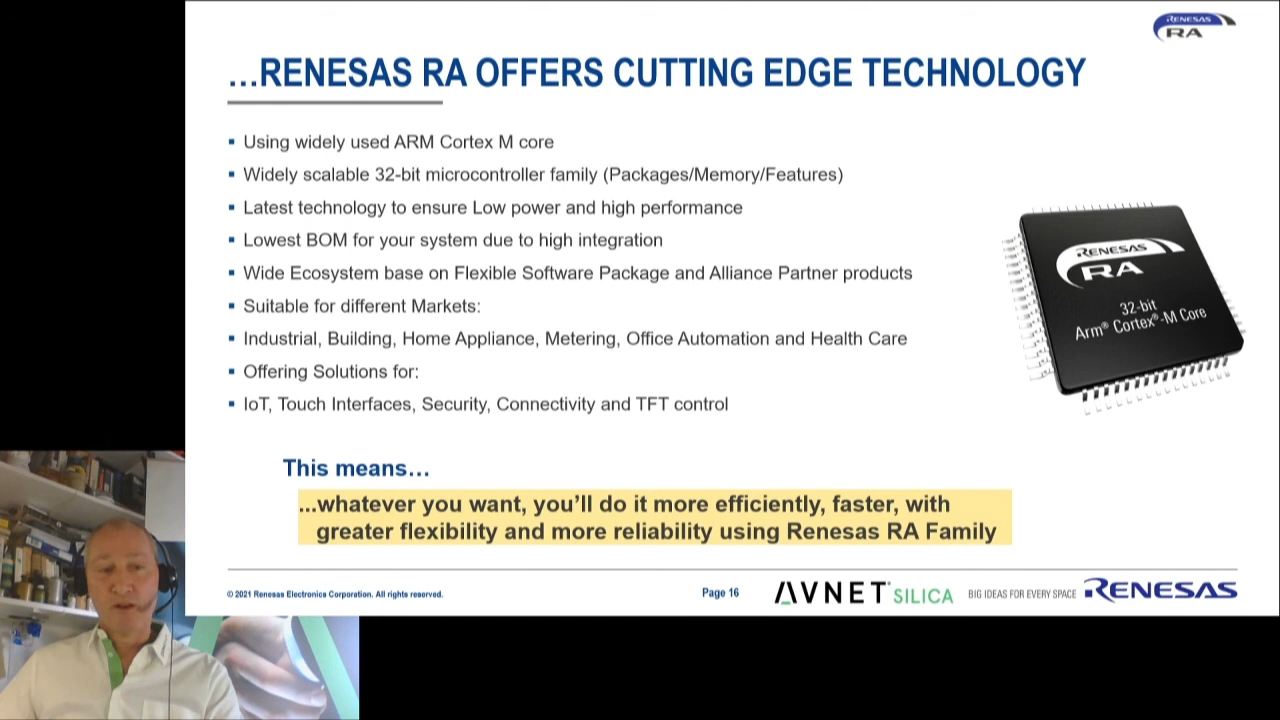 RENESAS
RA
…RENESAS RA OFFERS CUTTING EDGE TECHNOLOGY
Using widely used ARM Cortex M core
Widely scalable 32-bit microcontroller family (Packages/Memory/Features)
Latest technology to ensure Low power and high performance
Lowest BOM for your system due to high integration
Wide Ecosystem base on Flexible Software Package and Alliance Partner products
Suitable for different Markets:
Industrial, Building, Home Appliance, Metering, Office Automation and Health Care
Offering Solutions for:
IoT, Touch Interfaces, Security, Connectivity and TFT control
RENESAS
RA
32-bit
Arm® Cortex®-M Core
This means…
...whatever you want, you’ll do it more efficiently, faster, with
greater flexibility and more reliability using Renesas RA Family
© 2021 Renesas Electronics Corporation. All rights reserved.
Page 16
AVNET SILICA
BIG IDEAS FOR EVERY SPACE
RENESAS